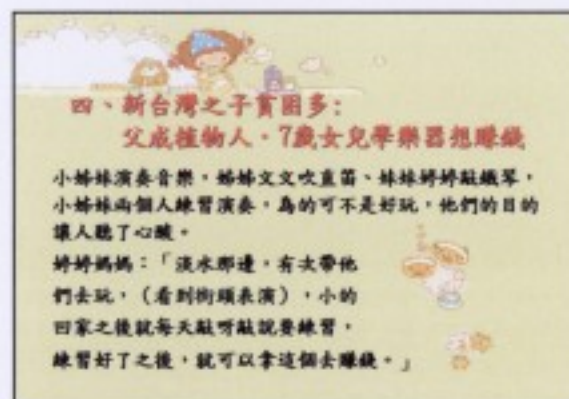 四、新台灣之子貧困多:
父成植物人,7歲女兒學樂器想賺錢
小姊妹演奏音樂,姊姊文文吹直笛、妹妹婷婷敲鐵琴,
小姊妹兩個人練習演奏,為的可不是好玩,他們的目的
讓人聽了心酸。
婷婷媽媽:「淡水那邊,有次帶他
們去玩,(看到街頭表演),小的
回家之後就每天敲呀敲說要練習,
練習好了之後,就可以拿這個去賺錢。」